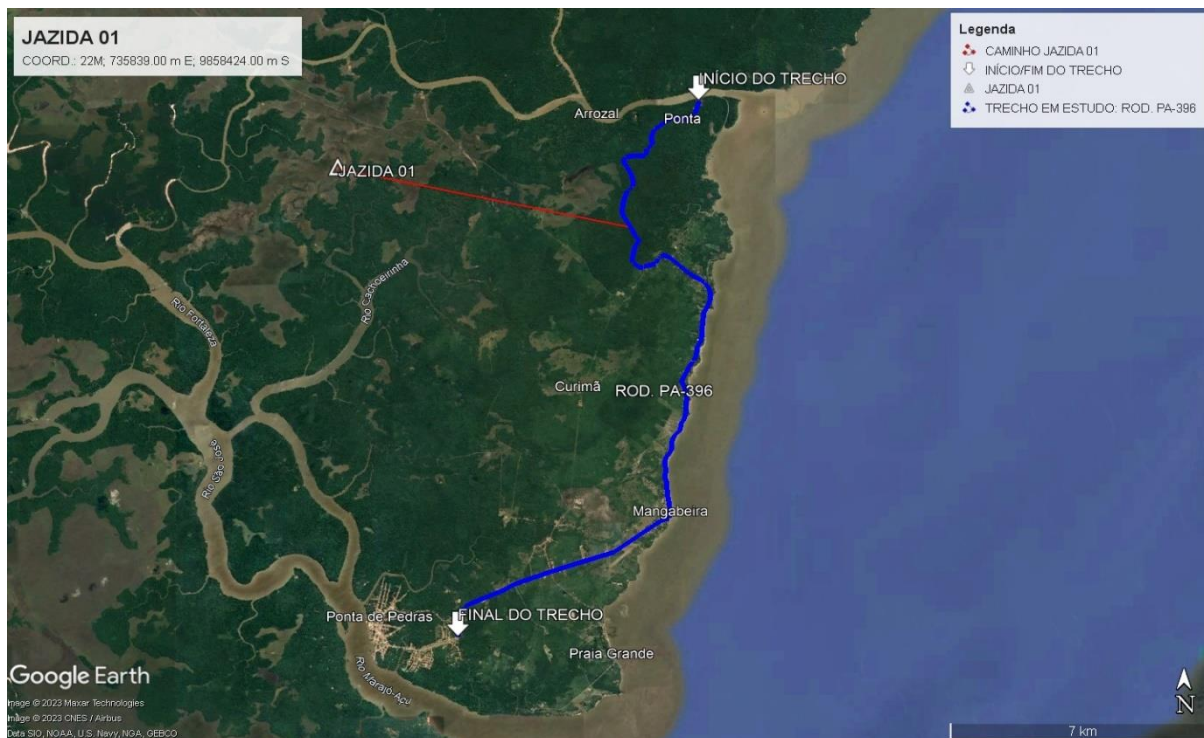 JAZIDA 01
COORD.: 22M; 735839.00 m E; 9858424.00 m S
Legenda
CAMINHO JAZIDA 01
INÍCIO/FIM DO TRECHO
JAZIDA 01
TRECHO EM ESTUDO: ROD. PA-396
INÍCIO DO TRECHO
Arrozal
Ponta
JAZIDA 01
Rio Fortaleza
Rio Cachoeirinha
Curimã
ROD. PA-396
Rio São José
Mangabeira
Ponta de Pedras
FINAL DO TRECHO
Praia Grande
Rio Marajó-Açu
Google Earth
Image © 2023 Maxar Technologies
Image © 2023 CNES / Airbus
Data SIO, NOAA, U.S. Navy, NGA, GEBCO
N
7 km